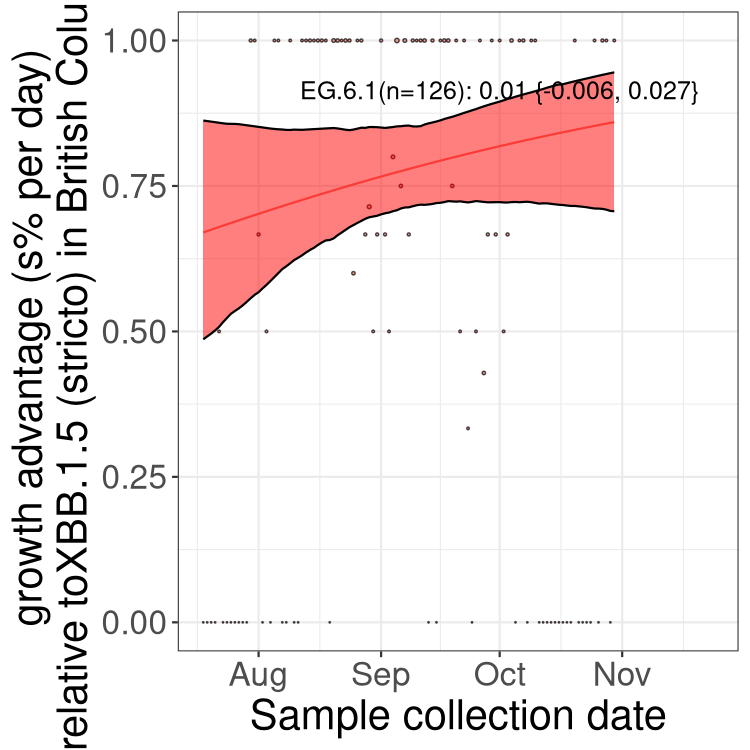 growth advantage (s% per day)
relative toXBB.1.5 (stricto) in British Colu
1.00
0.75
0.50
0.25
0.00
EG.6.1(n=126): 0.01 {-0.006, 0.027}
Aug Sep Oct Nov
Sample collection date